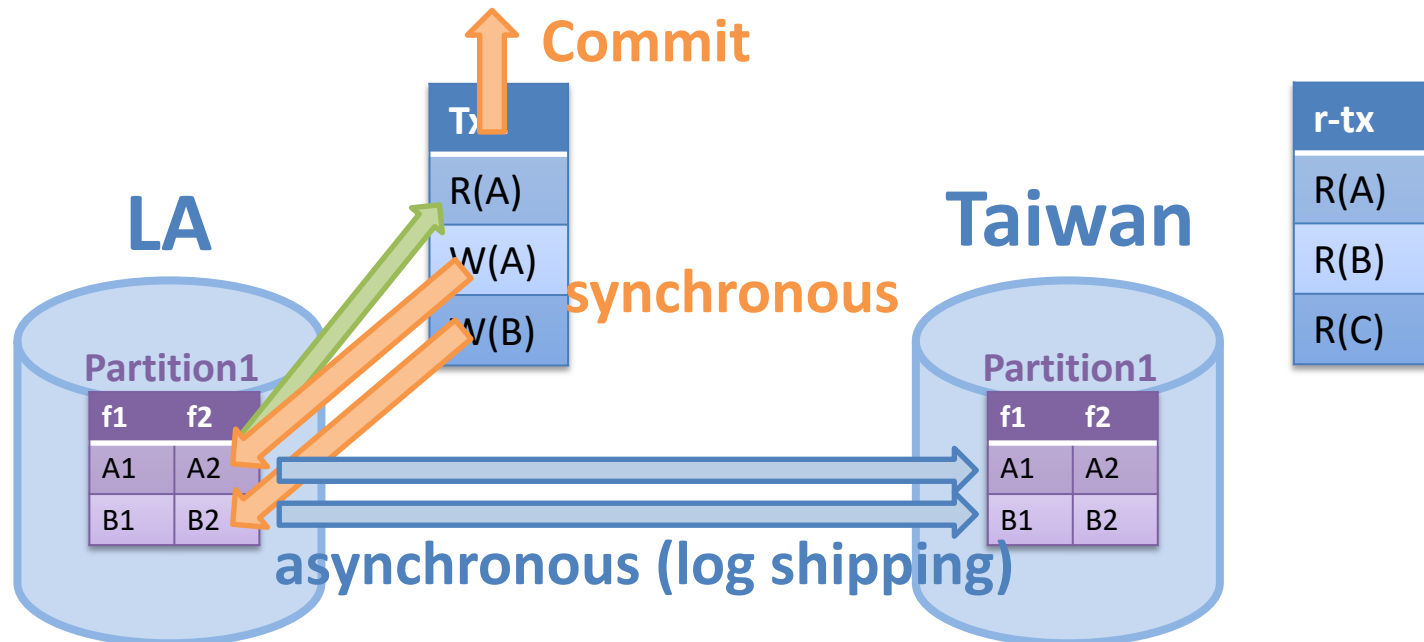 Commit
Tx
R(A)
W(A)
W(B)
r-tx
R(A)
R(B)
R(C)
LA
Taiwan
synchronous
Partition1
f1 f2
A1 A2
B1 B2
Partition1
f1 f2
A1 A2
B1 B2
asynchronous (log shipping)